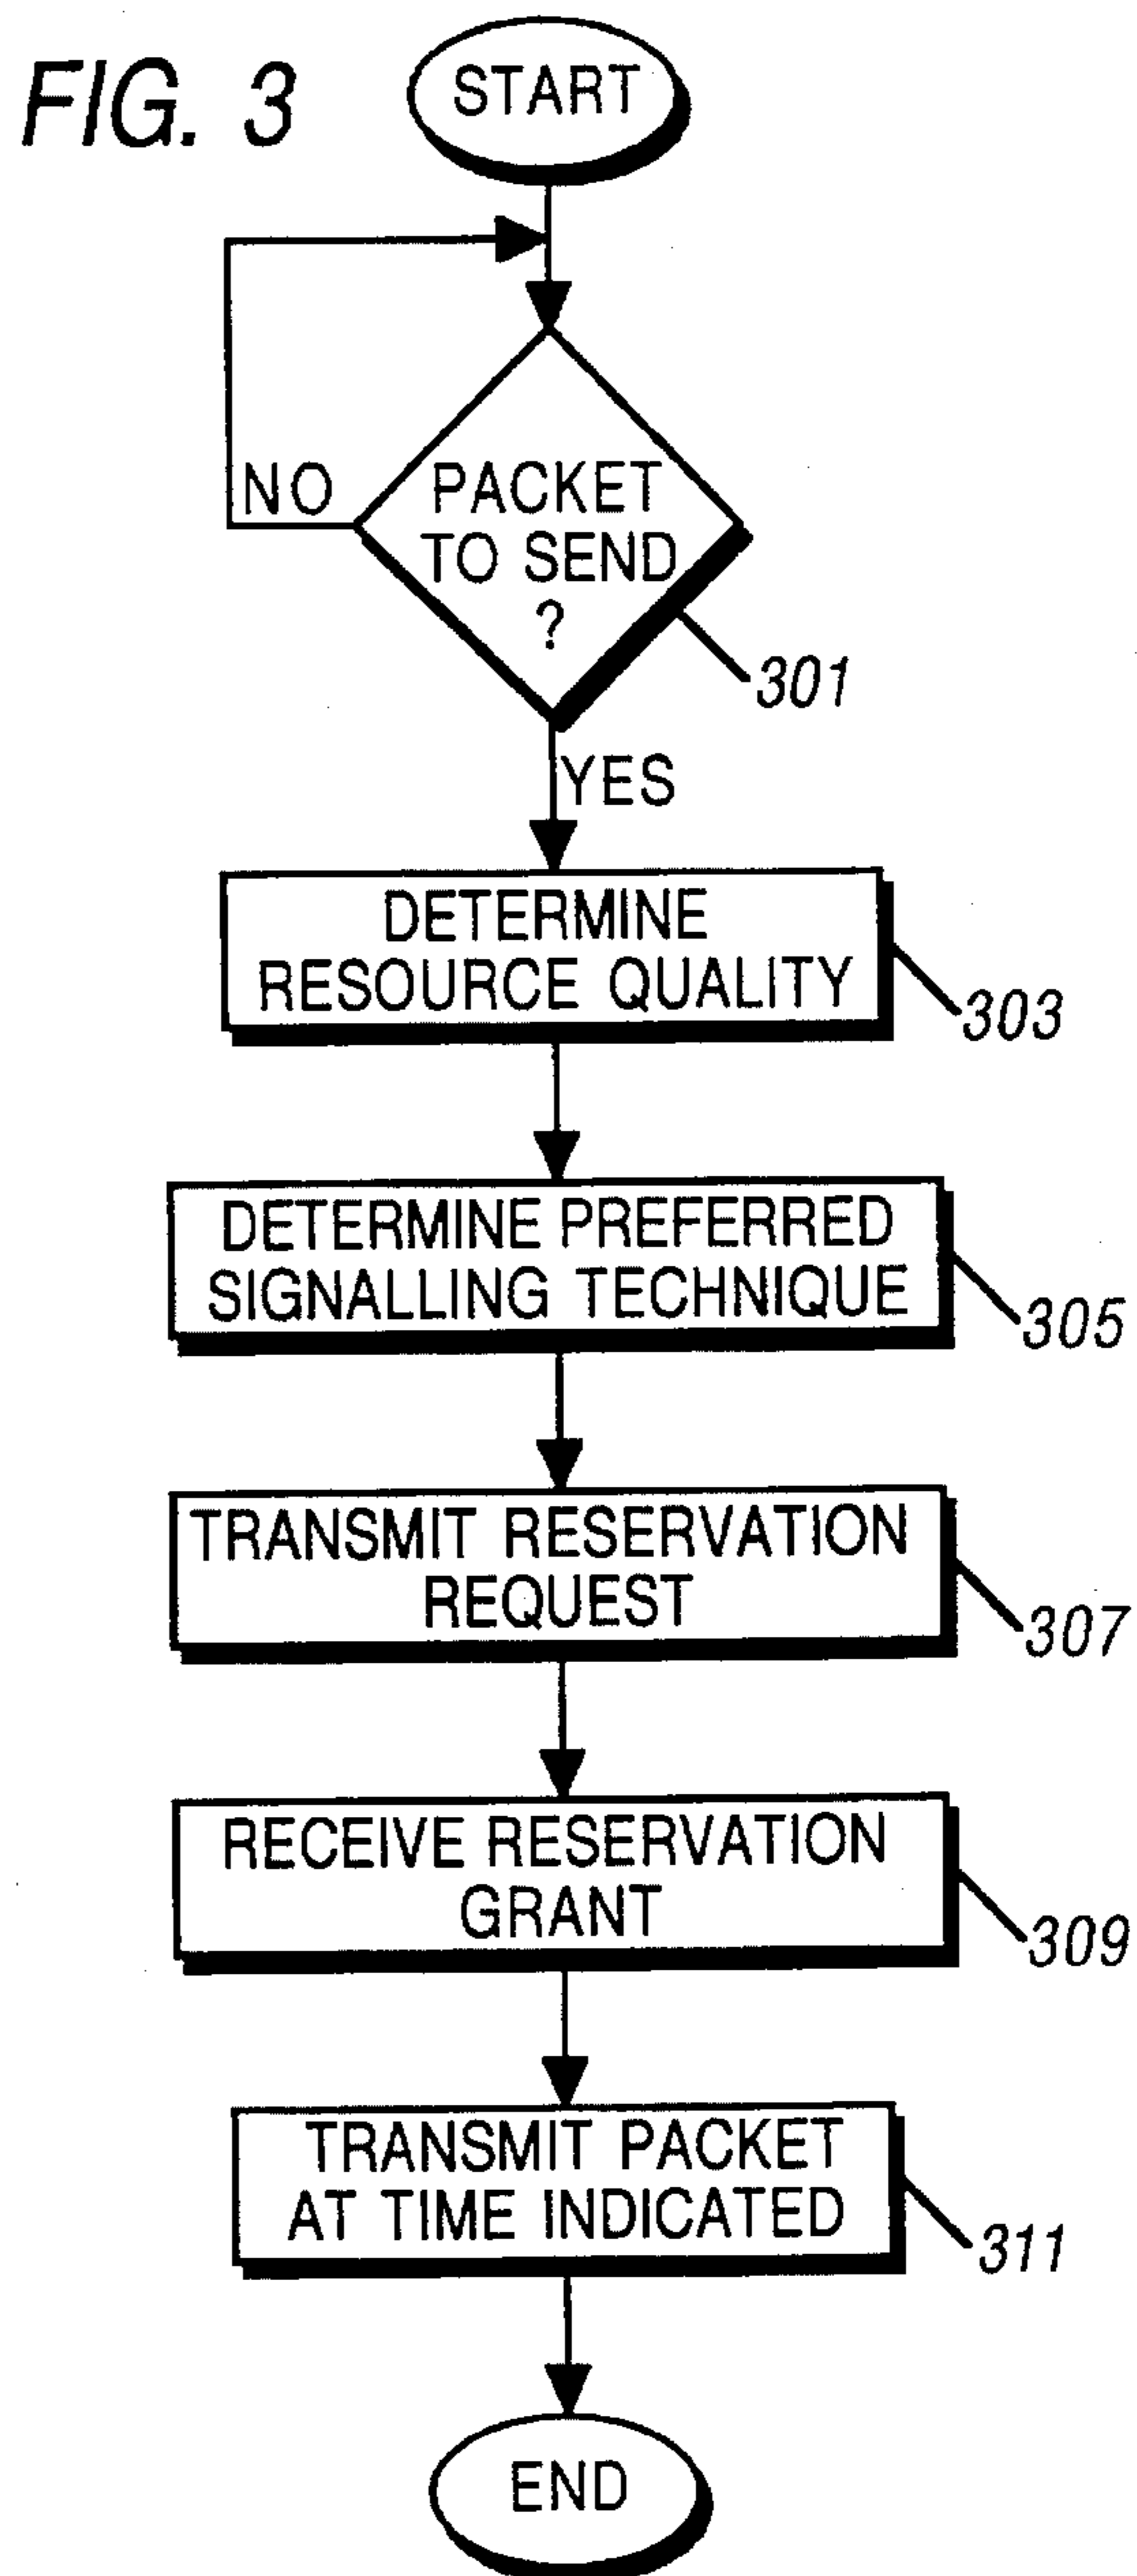 FIG. 3
START
NO
PACKET
TO SEND
?
301
YES
DETERMINE
RESOURCE QUALITY
303
DETERMINE PREFERRED
SIGNALLING TECHNIQUE
305
TRANSMIT RESERVATION
REQUEST
307
RECEIVE RESERVATION
GRANT
309
TRANSMIT PACKET
AT TIME INDICATED
311
END